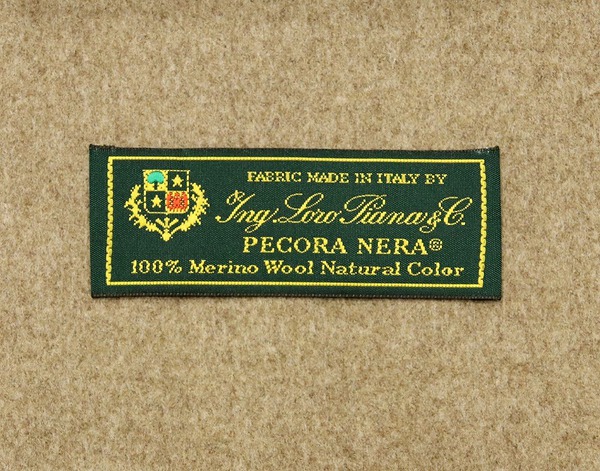 FABRIC MADE IN ITALY BY
Ing. Loro Piana & C.
PECORA NERA®
100% Merino Wool Natural Color